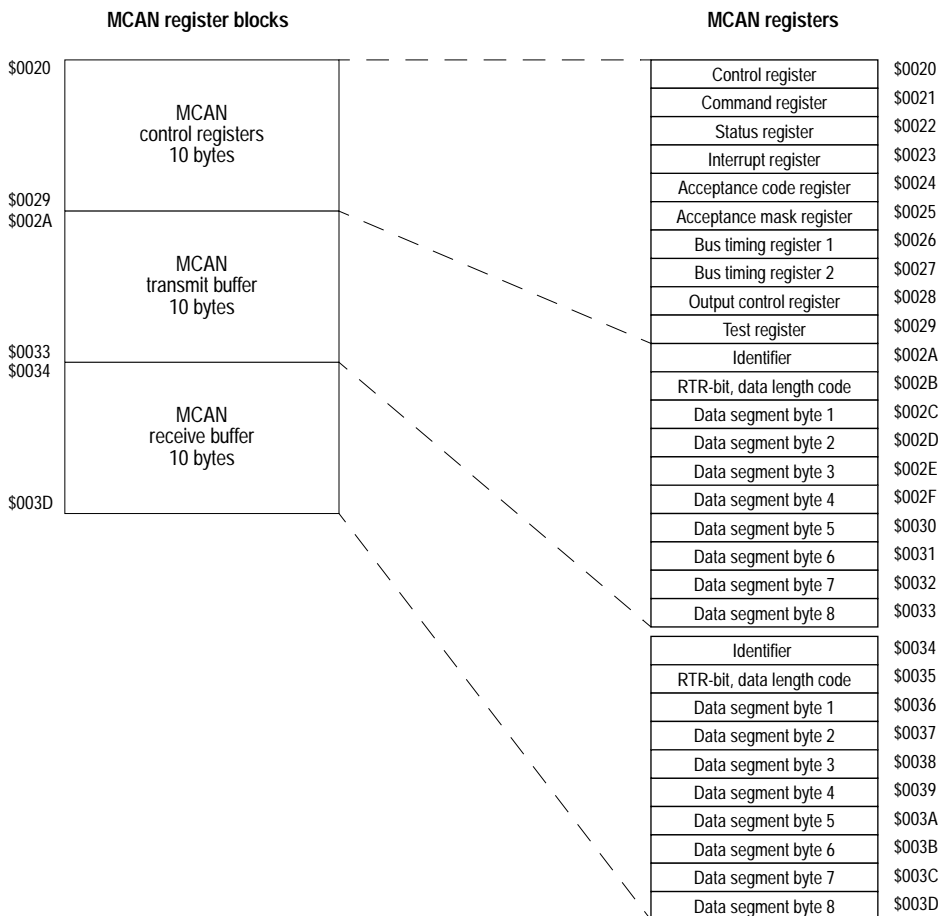 MCAN register blocks
$0020
MCAN
control registers
10 bytes
$0029
$002A
MCAN
transmit buffer
10 bytes
$0033
$0034
MCAN
receive buffer
10 bytes
$003D
MCAN registers
Control register $0020
Command register $0021
Status register $0022
Interrupt register $0023
Acceptance code register $0024
Acceptance mask register $0025
Bus timing register 1 $0026
Bus timing register 2 $0027
Output control register $0028
Test register $0029
Identifier $002A
RTR-bit, data length code $002B
Data segment byte 1 $002C
Data segment byte 2 $002D
Data segment byte 3 $002E
Data segment byte 4 $002F
Data segment byte 5 $0030
Data segment byte 6 $0031
Data segment byte 7 $0032
Data segment byte 8 $0033
Identifier $0034
RTR-bit, data length code $0035
Data segment byte 1 $0036
Data segment byte 2 $0037
Data segment byte 3 $0038
Data segment byte 4 $0039
Data segment byte 5 $003A
Data segment byte 6 $003B
Data segment byte 7 $003C
Data segment byte 8 $003D